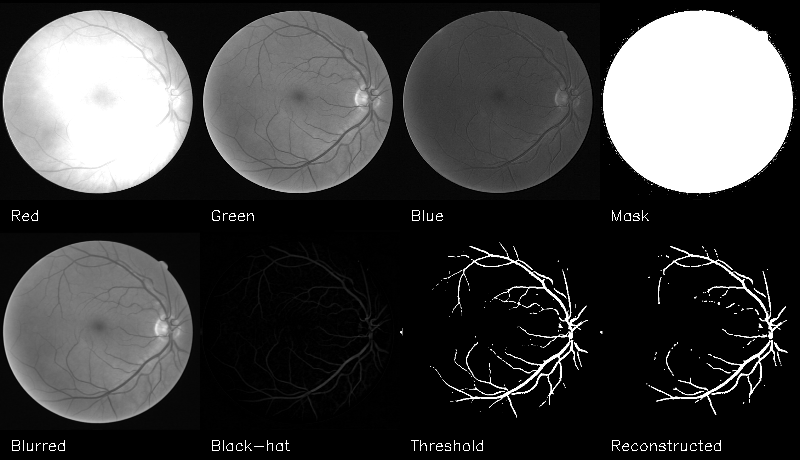 Red
Green
Blue
Mask
Blurred
Black-hat
Threshold
Reconstructed